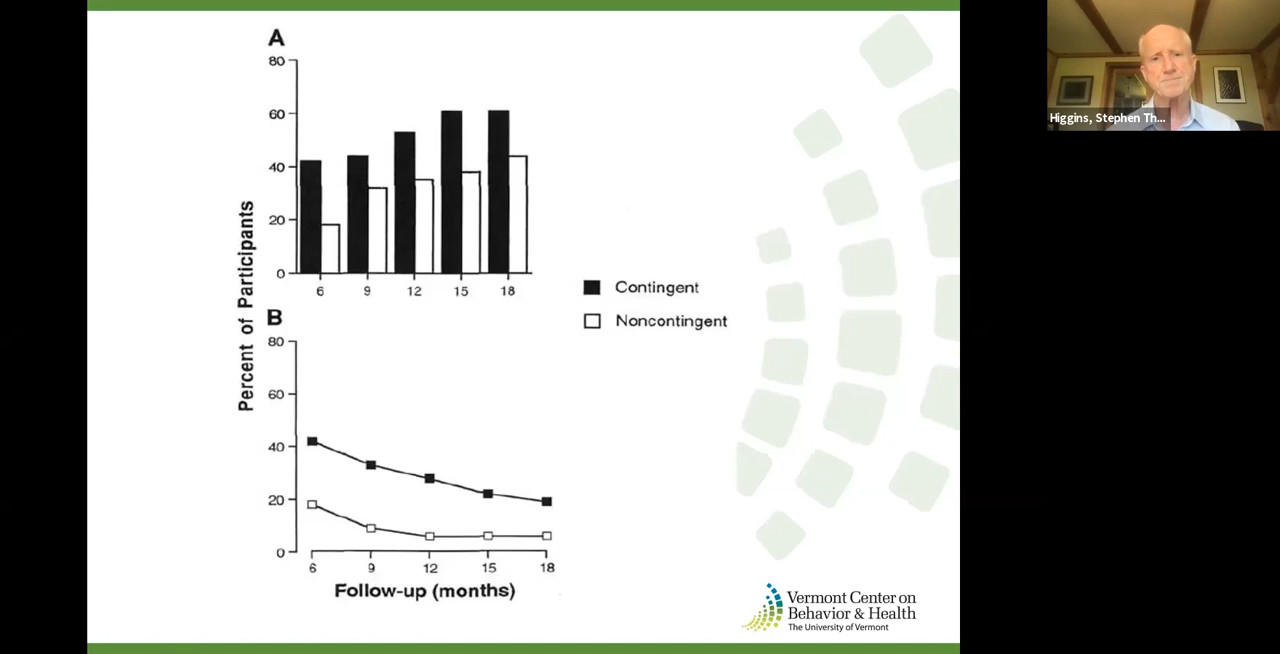 A
80
60
40
20
0
6 9 12 15 18
Percent of Participants
Contingent
Noncontingent
B
80
60
40
20
0
6 9 12 15 18
Follow-up (months)
Vermont Center on
Behavior & Health
The University of Vermont
Higgins, Stephen Th...